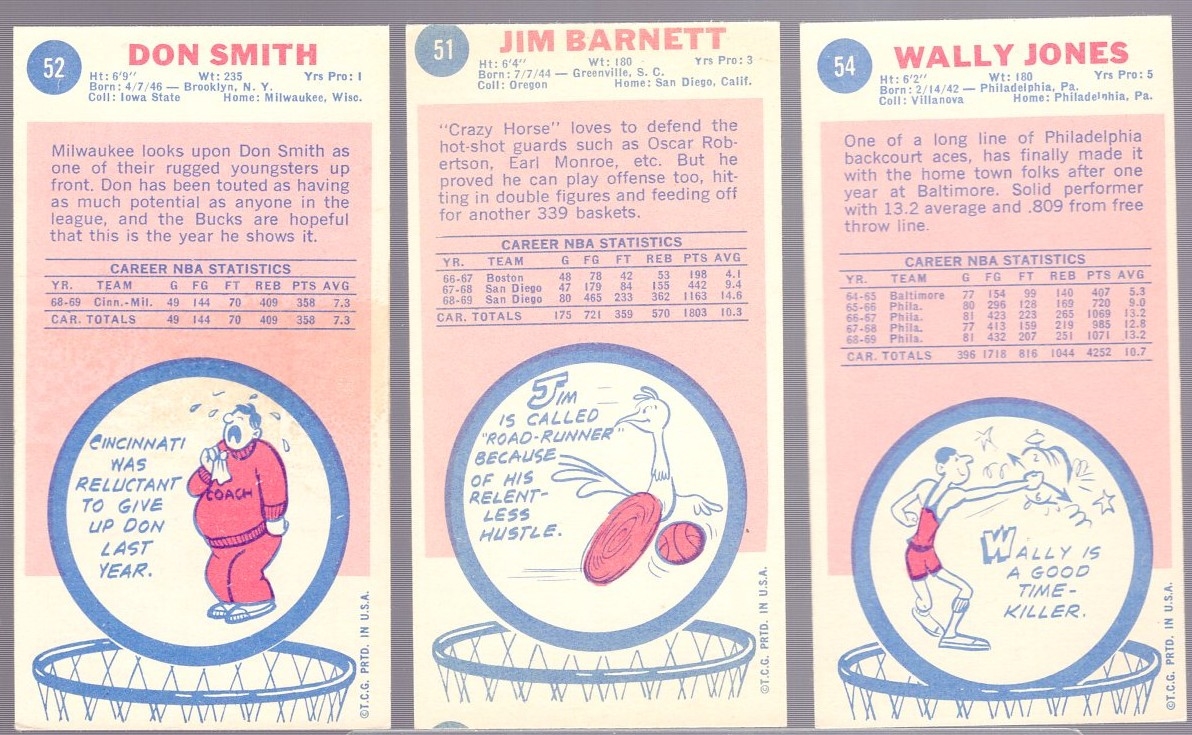 52
DON SMITH
Ht: 6'9" Wt: 235 Yrs Pro: 1
Born: 4/7/46 — Brooklyn, N. Y.
Coll: Iowa State Home: Milwaukee, Wisc.
Milwaukee looks upon Don Smith as
one of their rugged youngsters up
front. Don has been touted as having
as much potential as anyone in the
league, and the Bucks are hopeful
that this is the year he shows it.
CAREER NBA STATISTICS
YR. TEAM G FG FT REB PTS AVG
68-69 Cinn.-Mil. 49 144 70 409 358 7.3
CAR. TOTALS 49 144 70 409 358 7.3
CINCINNATI
WAS
RELUCTANT
TO GIVE
UP DON
LAST
YEAR.
COACH
©T.C.G. PRTD. IN U.S.A.
51
JIM BARNETT
Ht: 6'4" Wt: 180 Yrs Pro: 3
Born: 7/7/44 — Greenville, S. C.
Coll: Oregon Home: San Diego, Calif.
"Crazy Horse" loves to defend the
hot-shot guards such as Oscar Rob-
ertson, Earl Monroe, etc. But he
proved he can play offense too, hit-
ting in double figures and feeding off
for another 339 baskets.
CAREER NBA STATISTICS
YR. TEAM G FG FT REB PTS AVG
66-67 Boston 48 78 42 53 198 4.1
67-68 San Diego 47 179 84 155 442 9.4
68-69 San Diego 80 465 233 362 1163 14.6
CAR. TOTALS 175 721 359 570 1803 10.3
JIM
IS CALLED
"ROAD-RUNNER"
BECAUSE
OF HIS
RELENT-
LESS
HUSTLE.
©T.C.G. PRTD. IN U.S.A.
54
WALLY JONES
Ht: 6'2" Wt: 180 Yrs Pro: 5
Born: 2/14/42 — Philadelphia, Pa.
Coll: Villanova Home: Philadelphia, Pa.
One of a long line of Philadelphia
backcourt aces, has finally made it
with the home town folks after one
year at Baltimore. Solid performer
with 13.2 average and .809 from free
throw line.
CAREER NBA STATISTICS
YR. TEAM G FG FT REB PTS AVG
64-65 Baltimore 77 154 99 140 407 5.3
65-66 Phila. 80 296 128 169 720 9.0
66-67 Phila. 81 423 223 265 1069 13.2
67-68 Phila. 77 413 159 219 985 12.8
68-69 Phila. 81 432 207 251 1071 13.2
CAR. TOTALS 396 1718 816 1044 4252 10.7
WALLY IS
A GOOD
TIME-
KILLER.
©T.C.G. PRTD. IN U.S.A.